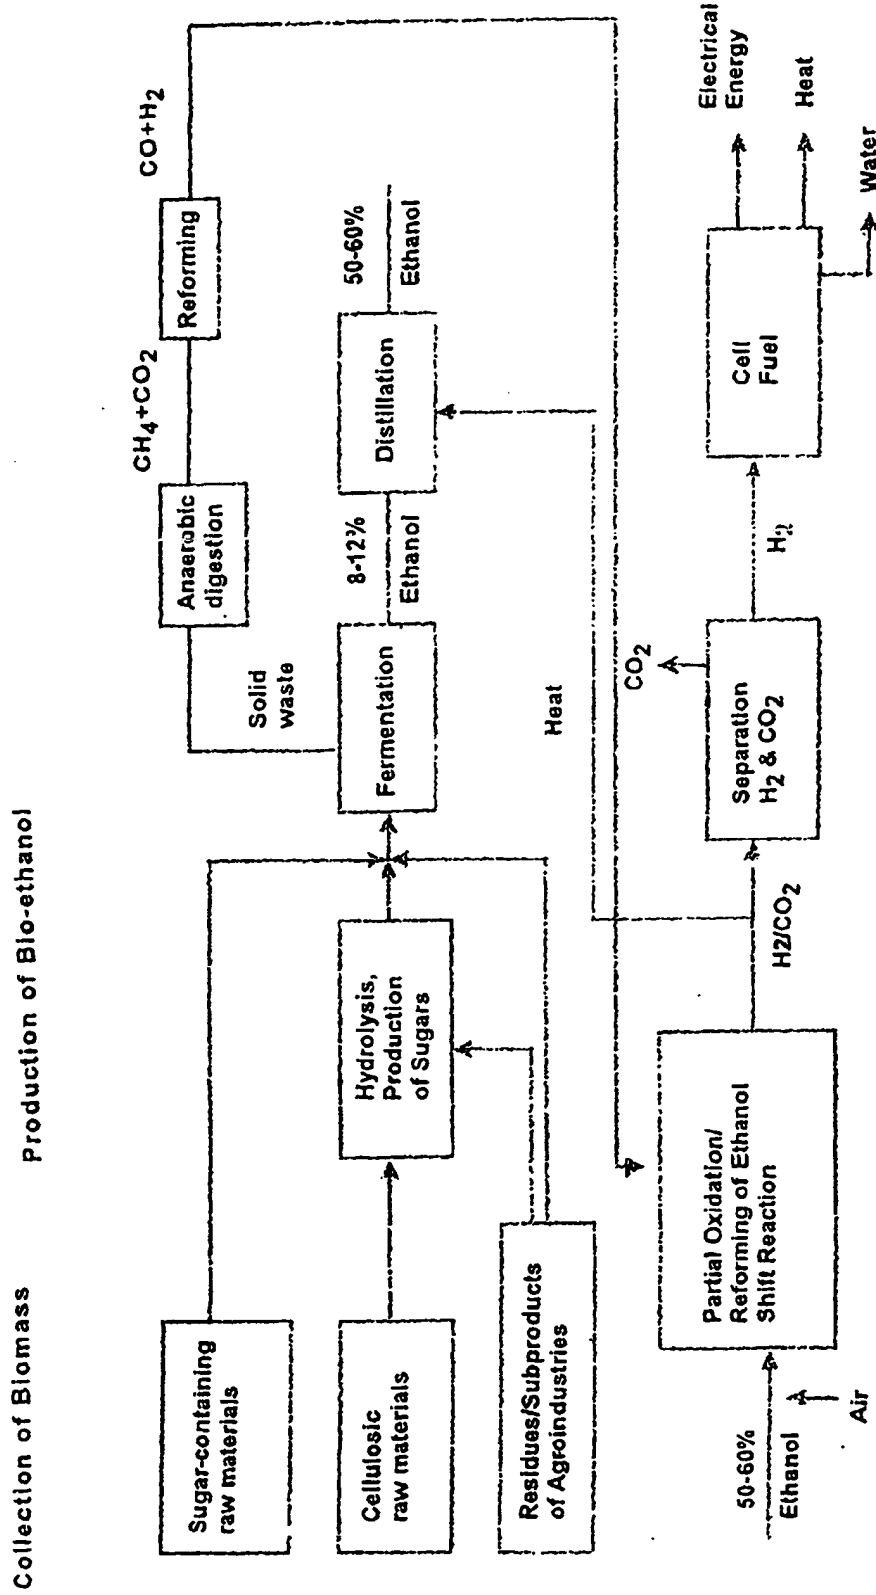 Collection of Biomass
Production of Bio-ethanol
Sugar-containing
raw materials
Cellulosic
raw materials
Residues/Subproducts
of Agroindustries
Hydrolysis,
Production
of Sugars
Solid
waste
Anaerobic
digestion
CH4+CO2
Reforming
CO+H2
Fermentation
8-12%
Ethanol
Distillation
50-60%
Ethanol
Heat
50-60%
Ethanol
Air
Partial Oxidation/
Reforming of Ethanol
Shift Reaction
H2/CO2
Separation
H2 & CO2
CO2
H2
Cell
Fuel
Electrical
Energy
Heat
Water